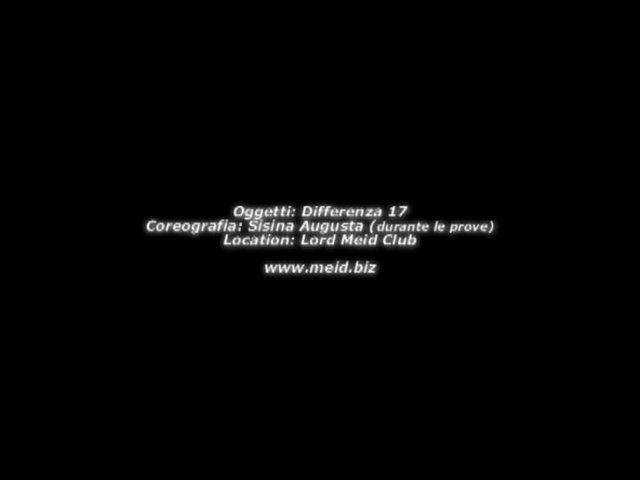 Oggetti: Differenza 17
Coreografia: Sisina Augusta (durante le prove)
Location: Lord Meid Club
www.meid.biz